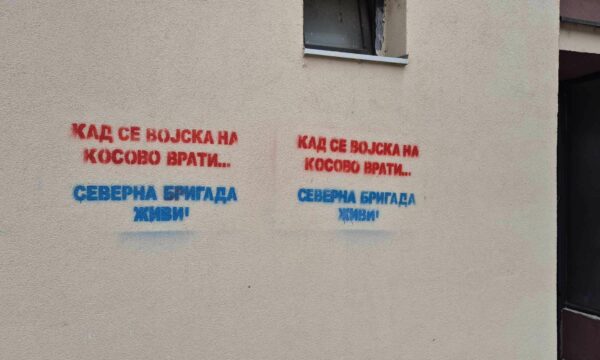 КАД СЕ ВОЈСКА НА
КОСОВО ВРАТИ...
СЕВЕРНА БРИГАДА
ЖИВИ!
КАД СЕ ВОЈСКА НА
КОСОВО ВРАТИ...
СЕВЕРНА БРИГАДА
ЖИВИ!